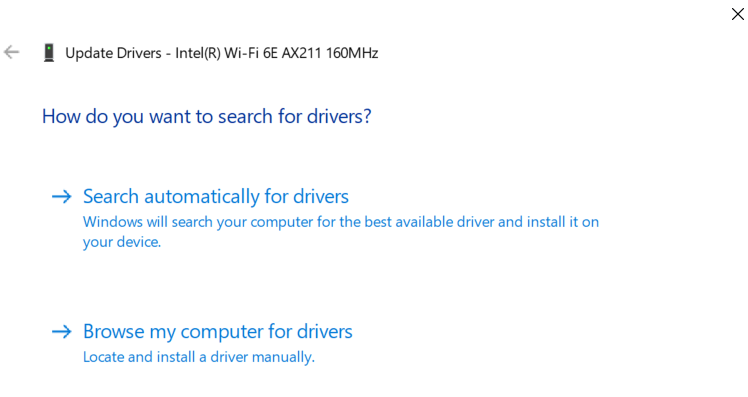 Update Drivers - Intel(R) Wi-Fi 6E AX211 160MHz
How do you want to search for drivers?
Search automatically for drivers
Windows will search your computer for the best available driver and install it on
your device.
Browse my computer for drivers
Locate and install a driver manually.